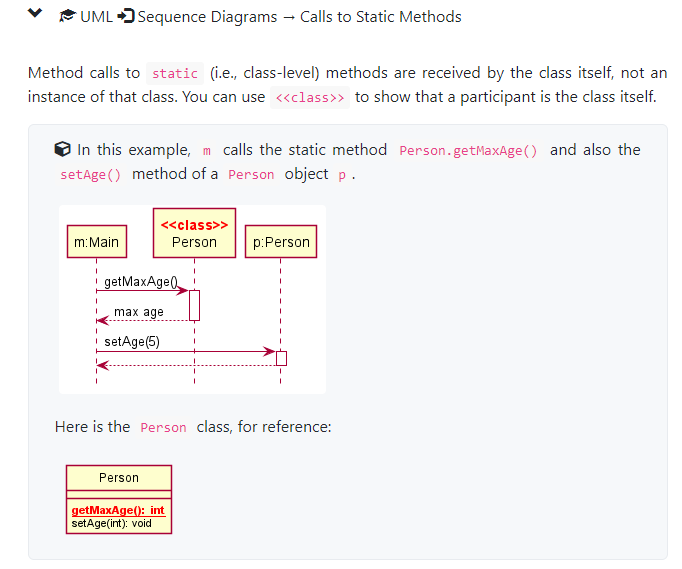 UML Sequence Diagrams → Calls to Static Methods
Method calls to static (i.e., class-level) methods are received by the class itself, not an
instance of that class. You can use <<class>> to show that a participant is the class itself.
In this example, m calls the static method Person.getMaxAge() and also the
setAge() method of a Person object p .
<<class>>
m:Main Person p:Person
getMaxAge()
max age
setAge(5)
Here is the Person class, for reference:
Person
getMaxAge(): int
setAge(int): void